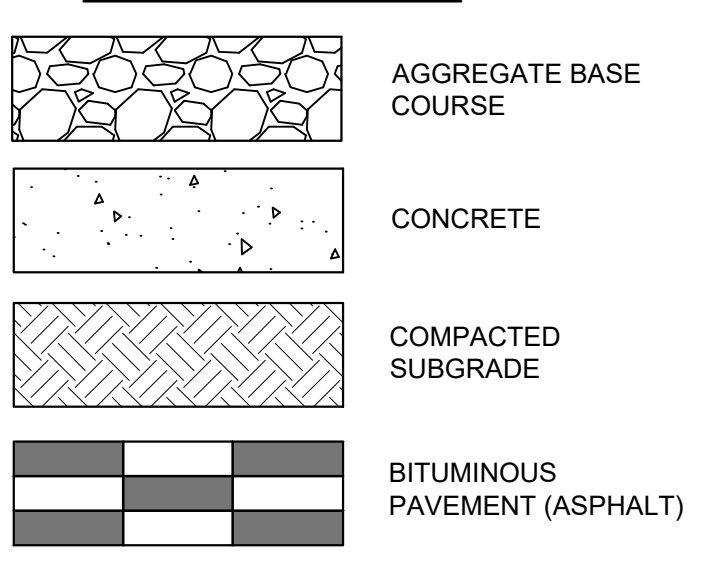 AGGREGATE BASE
COURSE
CONCRETE
COMPACTED
SUBGRADE
BITUMINOUS
PAVEMENT (ASPHALT)